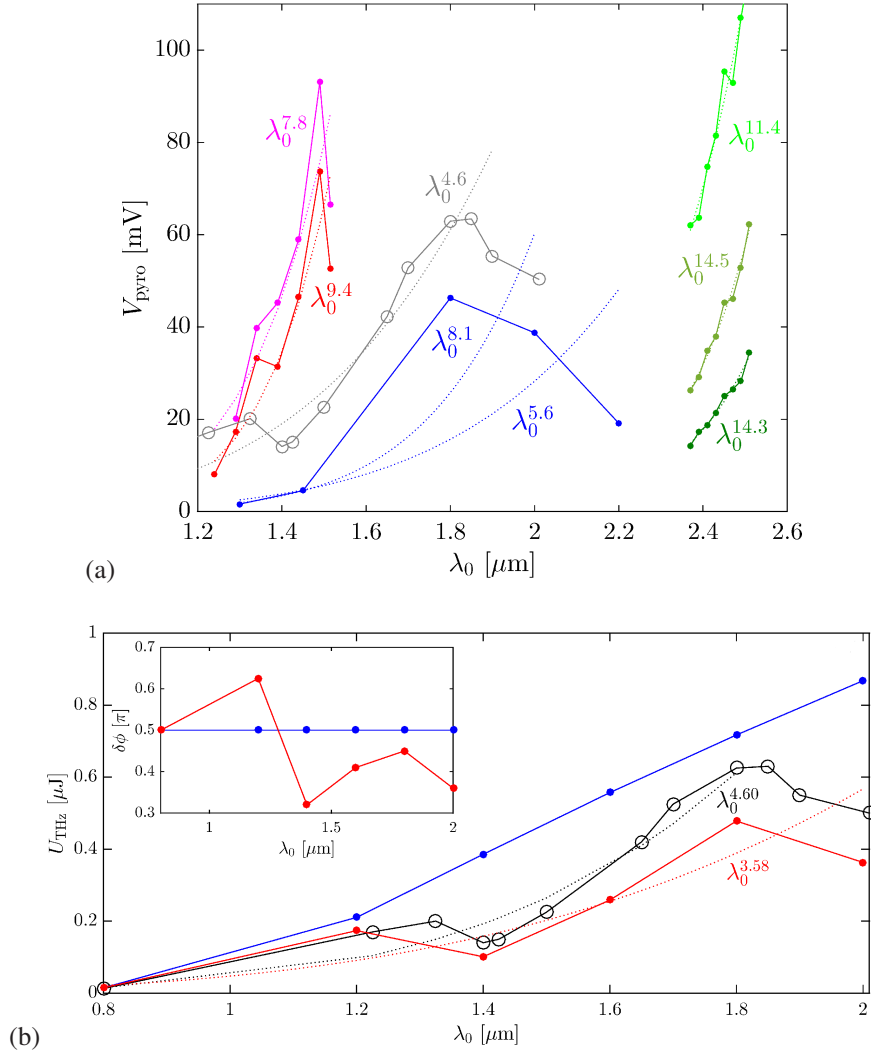 100
80
60
40
20
0
V_pyro [mV]
λ_0^7.8
λ_0^9.4
λ_0^4.6
λ_0^8.1
λ_0^5.6
λ_0^11.4
λ_0^14.5
λ_0^14.3
1.2 1.4 1.6 1.8 2 2.2 2.4 2.6
λ_0 [μm]
(a)
1
0.8
0.6
0.4
0.2
0
U_THz [μJ]
0.7
0.6
0.5
0.4
0.3
δϕ [π]
1 1.5 2
λ_0 [μm]
λ_0^4.60
λ_0^3.58
0.8 1 1.2 1.4 1.6 1.8 2
λ_0 [μm]
(b)